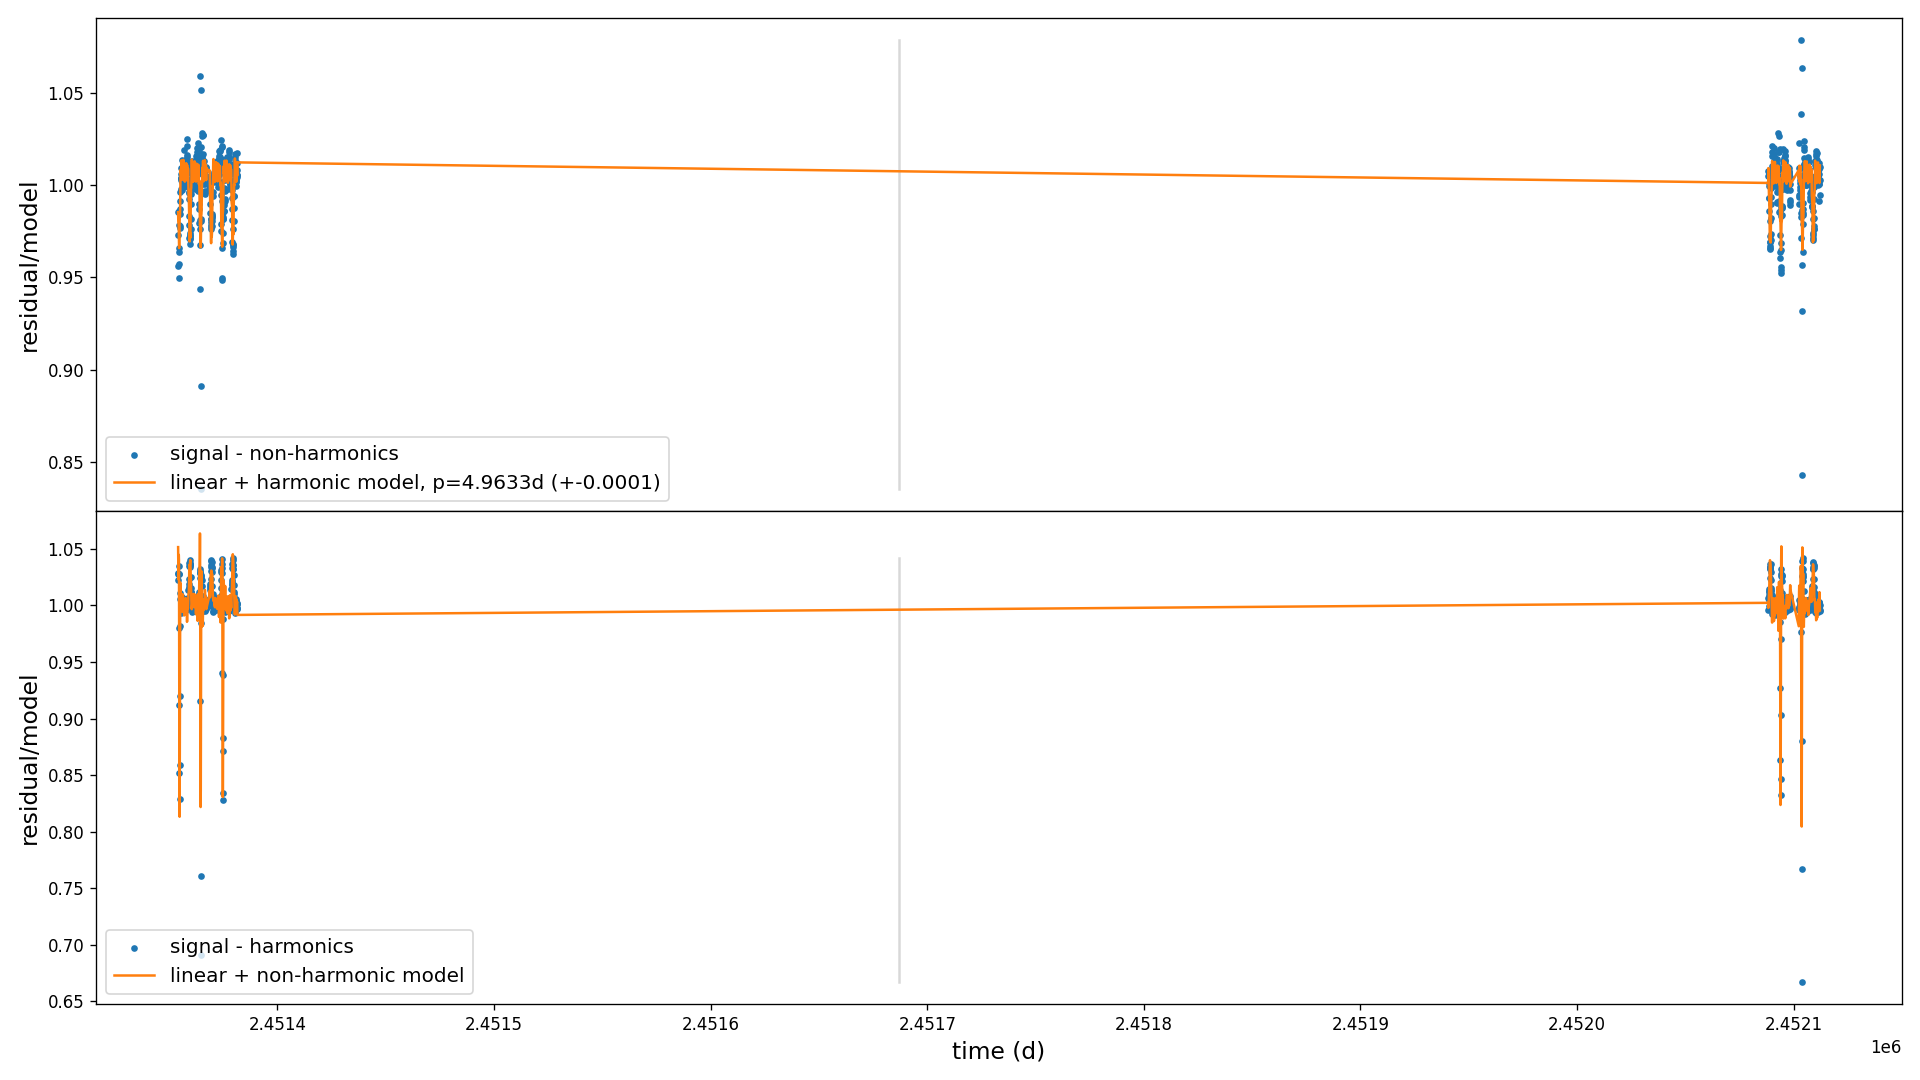 1.05
1.00
0.95
0.90
0.85
residual/model
signal - non-harmonics
linear + harmonic model, p=4.9633d (+-0.0001)
1.05
1.00
0.95
0.90
0.85
0.80
0.75
0.70
0.65
residual/model
signal - harmonics
linear + non-harmonic model
2.4514
2.4515
2.4516
2.4517
2.4518
2.4519
2.4520
2.4521
1e6
time (d)